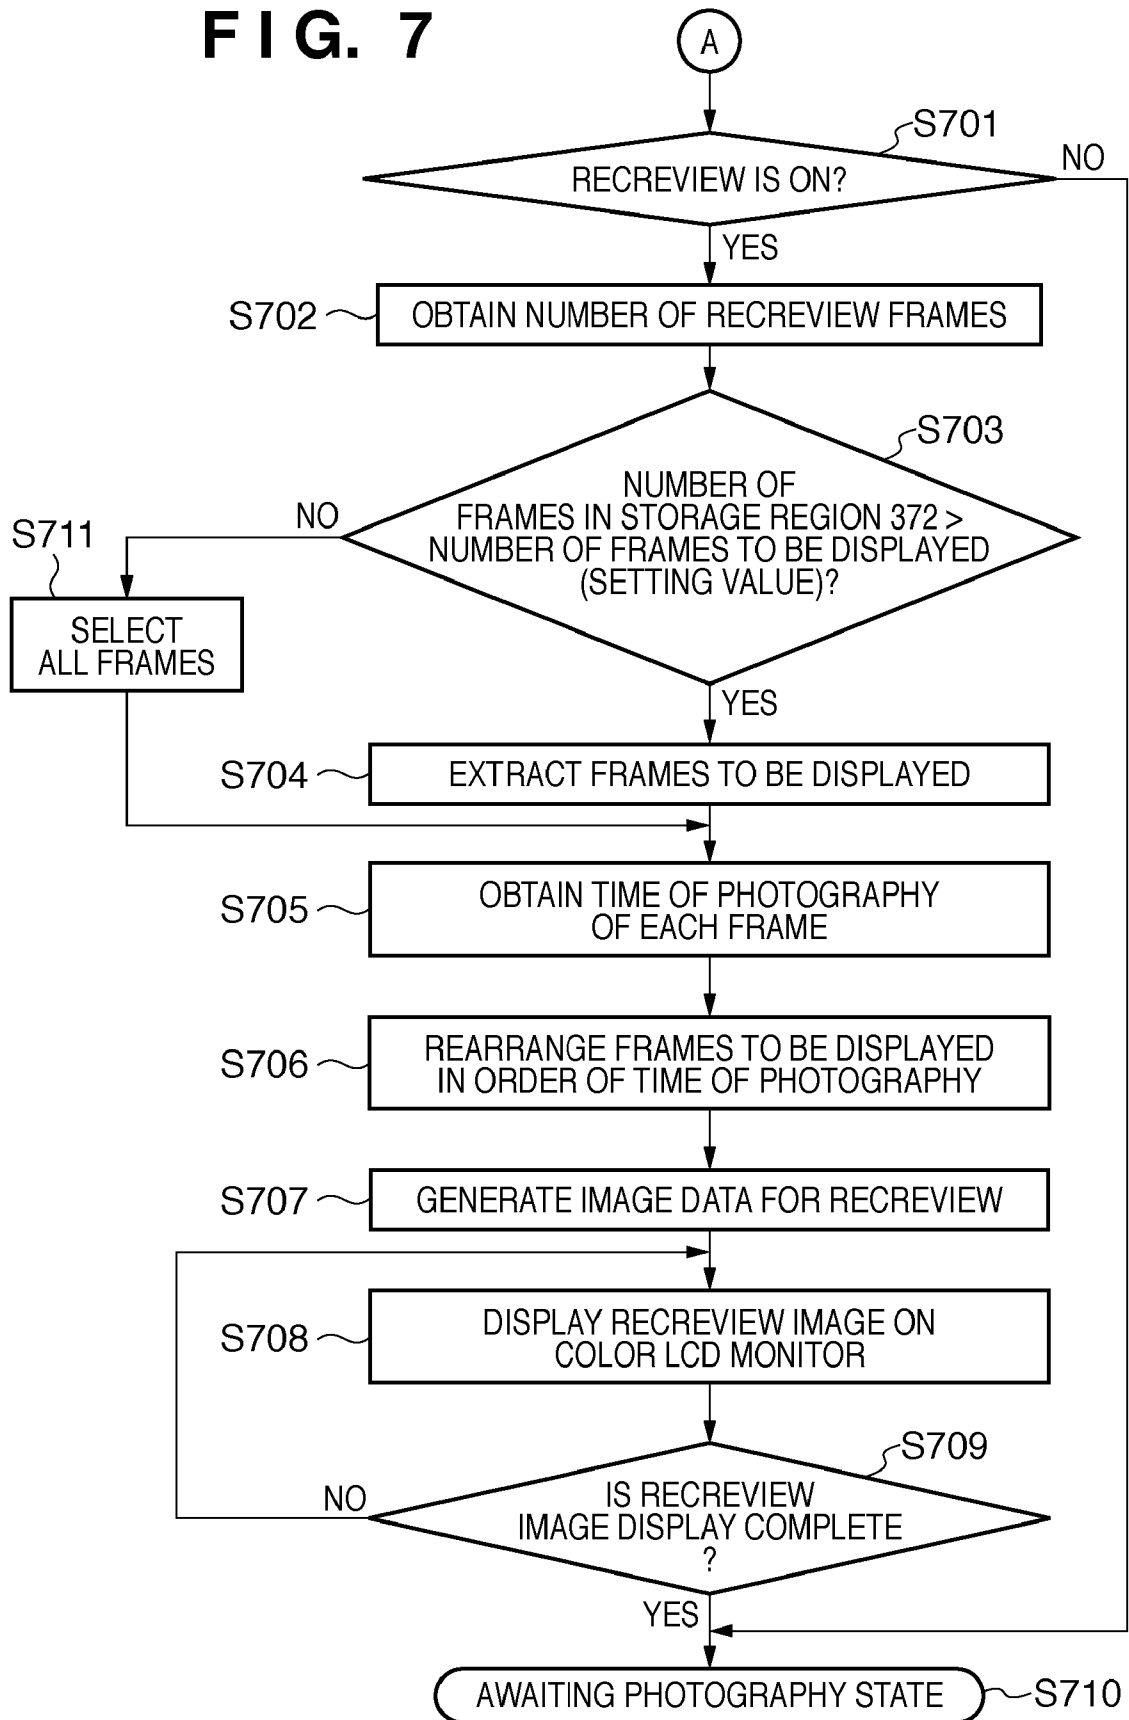 FIG. 7
A
S701
RECREVIEW IS ON?
NO
YES
S702
OBTAIN NUMBER OF RECREVIEW FRAMES
S703
NUMBER OF
FRAMES IN STORAGE REGION 372 >
NUMBER OF FRAMES TO BE DISPLAYED
(SETTING VALUE)?
NO
YES
S711
SELECT
ALL FRAMES
S704
EXTRACT FRAMES TO BE DISPLAYED
S705
OBTAIN TIME OF PHOTOGRAPHY
OF EACH FRAME
S706
REARRANGE FRAMES TO BE DISPLAYED
IN ORDER OF TIME OF PHOTOGRAPHY
S707
GENERATE IMAGE DATA FOR RECREVIEW
S708
DISPLAY RECREVIEW IMAGE ON
COLOR LCD MONITOR
S709
IS RECREVIEW
IMAGE DISPLAY COMPLETE
?
NO
YES
AWAITING PHOTOGRAPHY STATE
S710